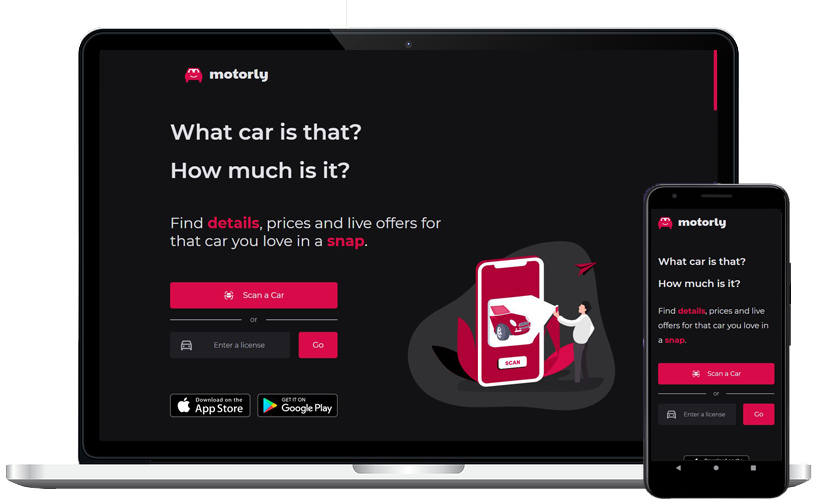 motorly
What car is that?
How much is it?
Find details, prices and live offers for
that car you love in a snap.
Scan a Car
or
Enter a license
Go
Download on the
App Store
GET IT ON
Google Play
SCAN
motorly
What car is that?
How much is it?
Find details, prices and live
offers for that car you love in
a snap.
Scan a Car
or
Enter a license
Go
Download on the